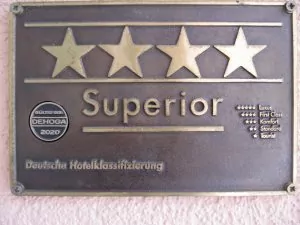 Superior
DEHOGA
2020
★★★★★ Luxus
★★★★ First Class
★★★ Komfort
★★ Standard
★ Tourist
Deutsche Hotelklassifizierung